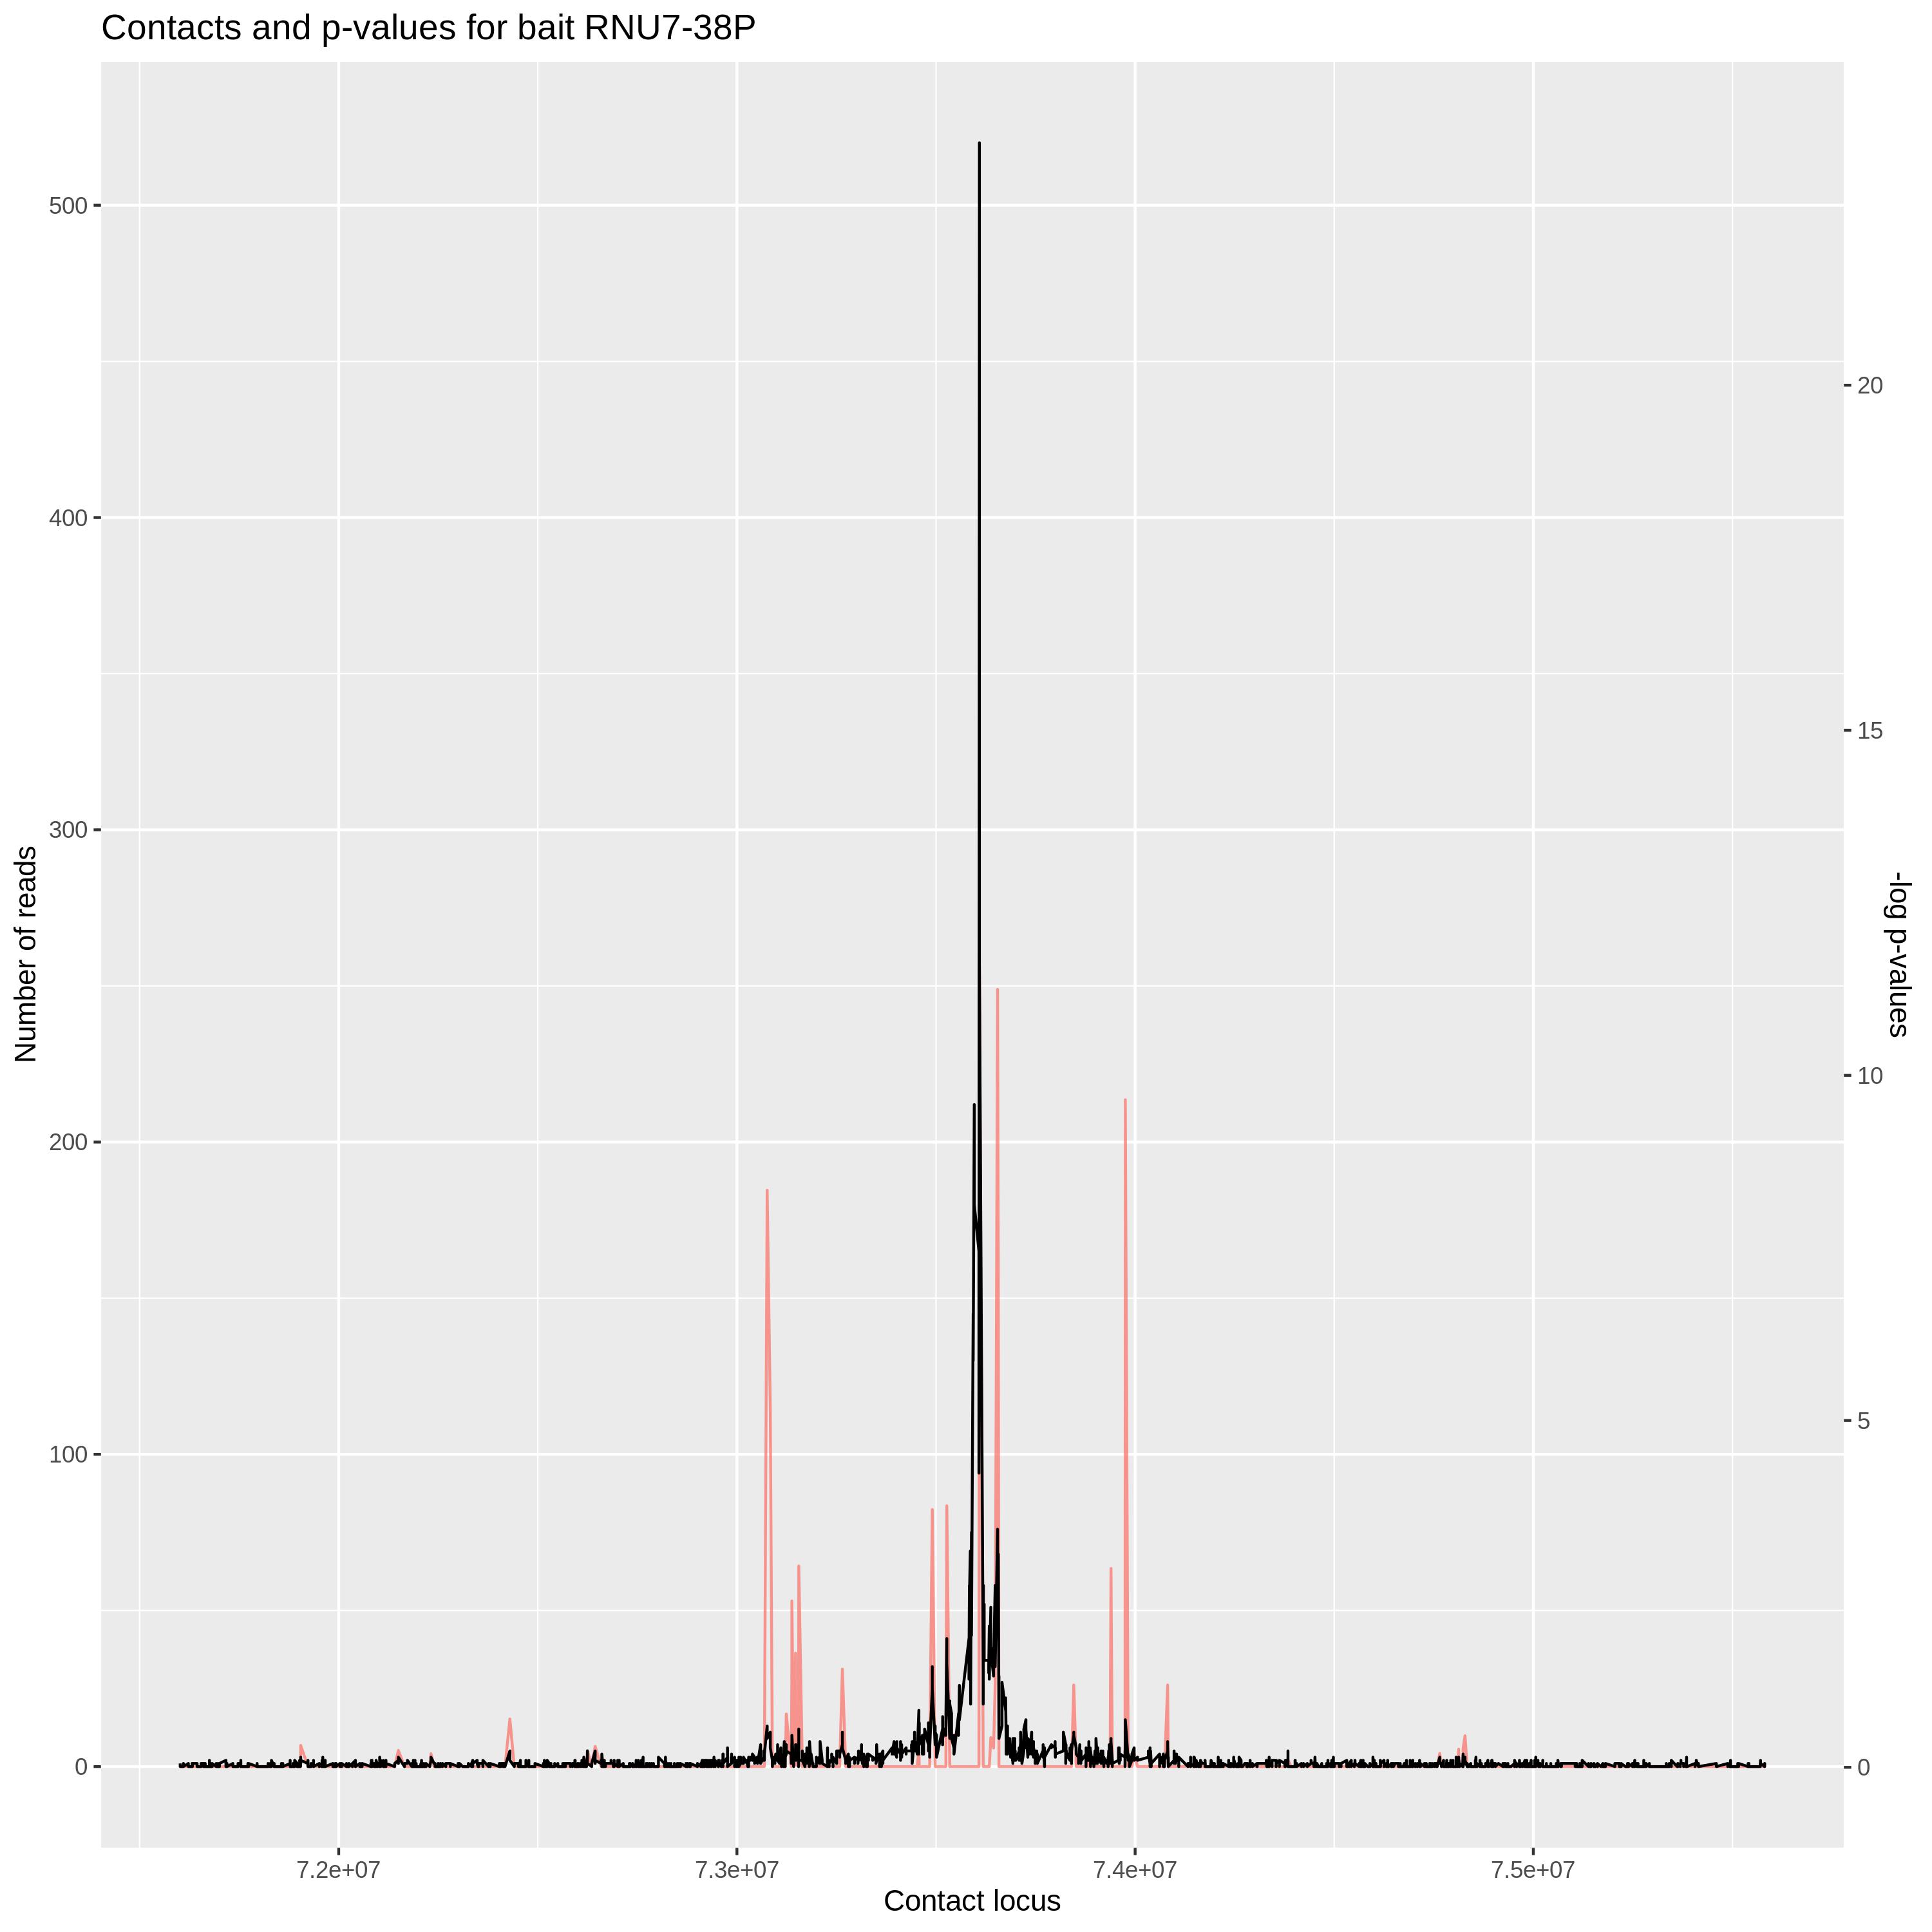 Contacts and p-values for bait RNU7-38P
500
400
300
200
100
0
Number of reads
20
15
10
5
0
-log p-values
7.2e+07
7.3e+07
7.4e+07
7.5e+07
Contact locus